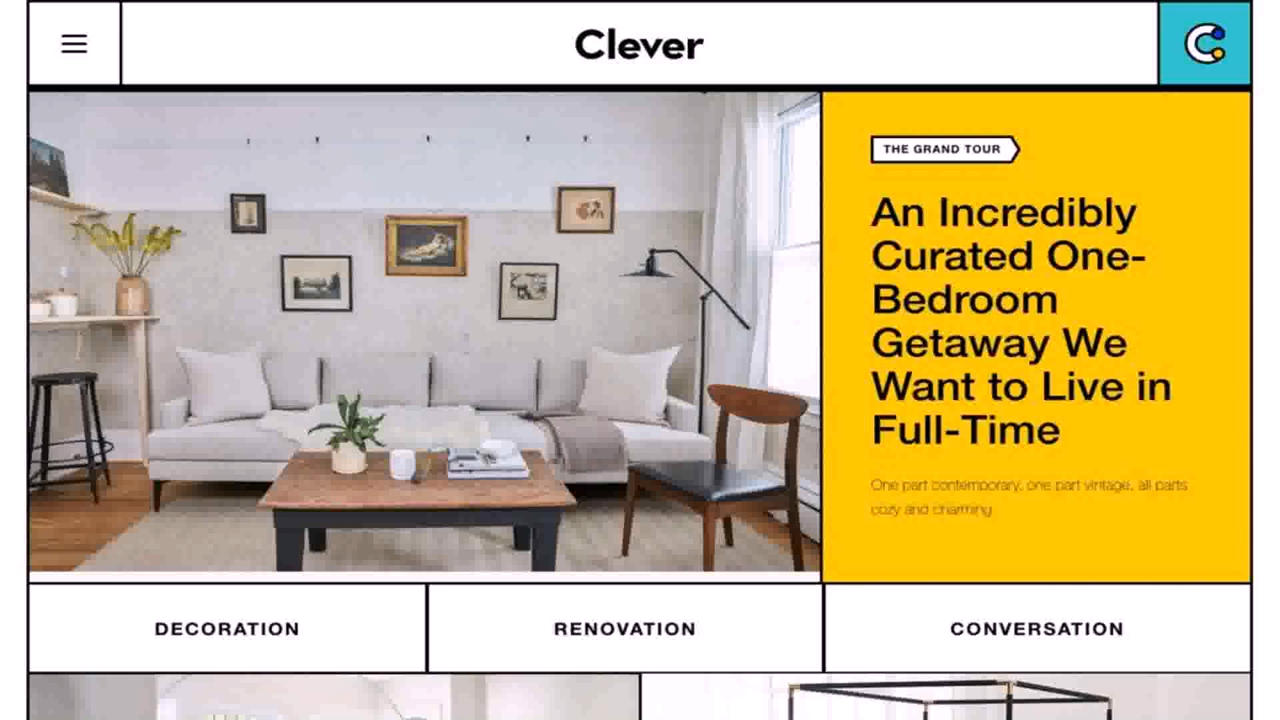 Clever
THE GRAND TOUR
An Incredibly
Curated One-
Bedroom
Getaway We
Want to Live in
Full-Time
One part contemporary, one part vintage, all parts
cozy and charming
DECORATION
RENOVATION
CONVERSATION